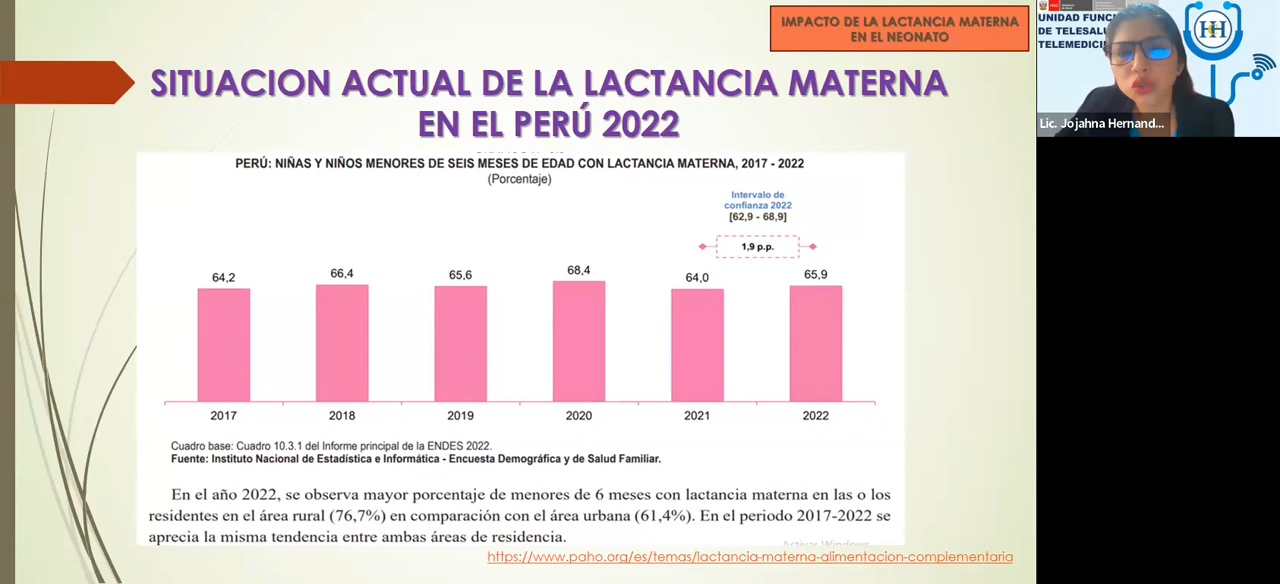 IMPACTO DE LA LACTANCIA MATERNA
EN EL NEONATO
SITUACION ACTUAL DE LA LACTANCIA MATERNA
EN EL PERÚ 2022
PERÚ: NIÑAS Y NIÑOS MENORES DE SEIS MESES DE EDAD CON LACTANCIA MATERNA, 2017 - 2022
(Porcentaje)
Intervalo de
confianza 2022
[62,9 - 68,9]
1,9 p.p.
64,2 66,4 65,6 68,4 64,0 65,9
2017 2018 2019 2020 2021 2022
Cuadro base: Cuadro 10.3.1 del Informe principal de la ENDES 2022.
Fuente: Instituto Nacional de Estadística e Informática - Encuesta Demográfica y de Salud Familiar.
En el año 2022, se observa mayor porcentaje de menores de 6 meses con lactancia materna en las o los
residentes en el área rural (76,7%) en comparación con el área urbana (61,4%). En el periodo 2017-2022 se
aprecia la misma tendencia entre ambas áreas de residencia.
https://www.paho.org/es/temas/lactancia-materna-alimentacion-complementaria
UNIDAD FUNC
DE TELESALU
TELEMEDICI
HH
Lic. Jojahna Hernand...